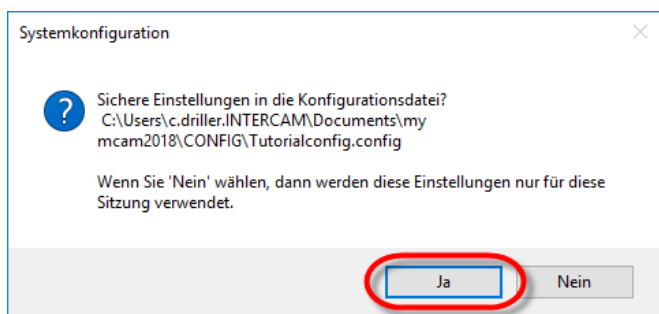 Systemkonfiguration
Sichere Einstellungen in die Konfigurationsdatei?
C:\Users\c.driller.INTERCAM\Documents\my
mcam2018\CONFIG\Tutorialconfig.config
Wenn Sie 'Nein' wählen, dann werden diese Einstellungen nur für diese
Sitzung verwendet.
Ja Nein